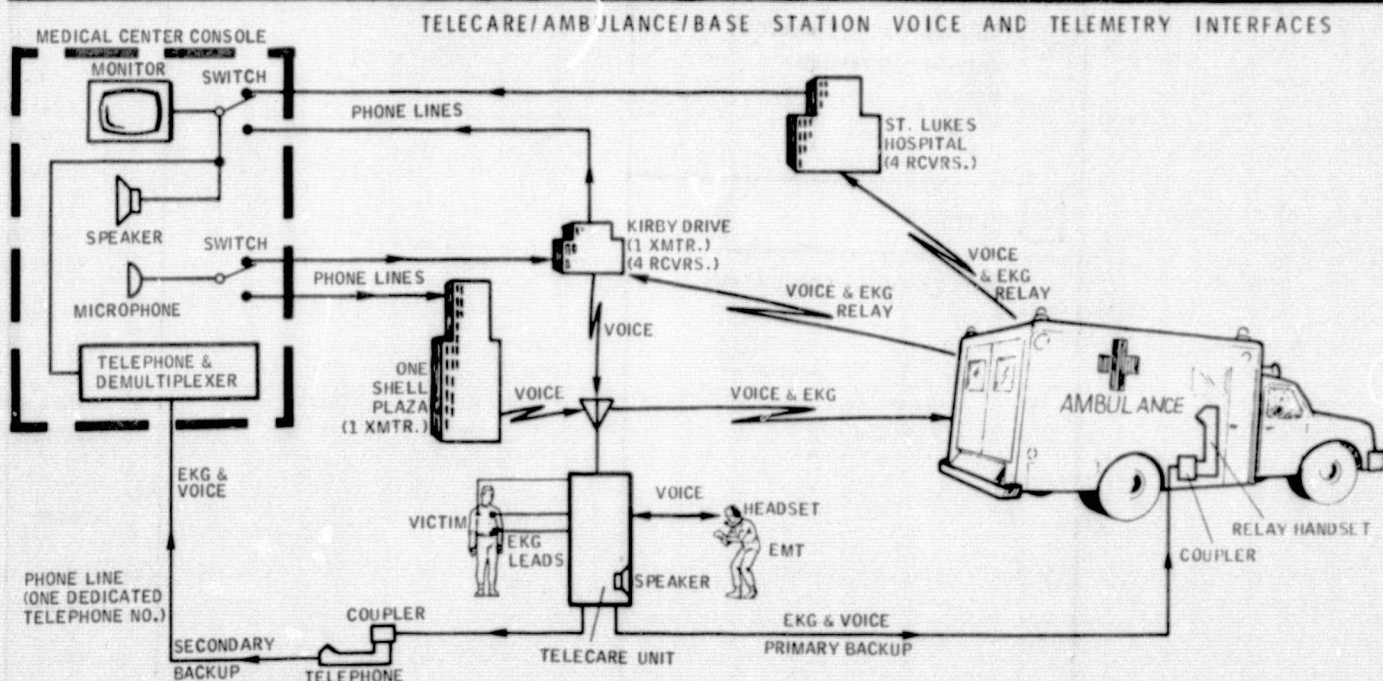 TELECARE/AMBULANCE/BASE STATION VOICE AND TELEMETRY INTERFACES
MEDICAL CENTER CONSOLE
MONITOR
SWITCH
PHONE LINES
ST. LUKES
HOSPITAL
(4 RCVRS.)
SPEAKER
SWITCH
KIRBY DRIVE
(1 XMTR.)
(4 RCVRS.)
VOICE
& EKG
RELAY
PHONE LINES
MICROPHONE
VOICE & EKG
RELAY
VOICE
TELEPHONE &
DEMULTIPLEXER
ONE
SHELL
PLAZA
(1 XMTR.)
VOICE
VOICE & EKG
AMBULANCE
EKG &
VOICE
VICTIM
EKG
LEADS
VOICE
HEADSET
EMT
RELAY HANDSET
COUPLER
SPEAKER
PHONE LINE
(ONE DEDICATED
TELEPHONE NO.)
COUPLER
EKG & VOICE
PRIMARY BACKUP
SECONDARY
BACKUP
TELEPHONE
TELECARE UNIT